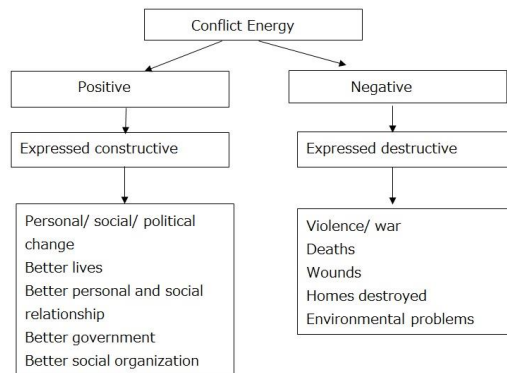 Conflict Energy
Positive
Negative
Expressed constructive
Expressed destructive
Personal/ social/ political
change
Better lives
Better personal and social
relationship
Better government
Better social organization
Violence/ war
Deaths
Wounds
Homes destroyed
Environmental problems